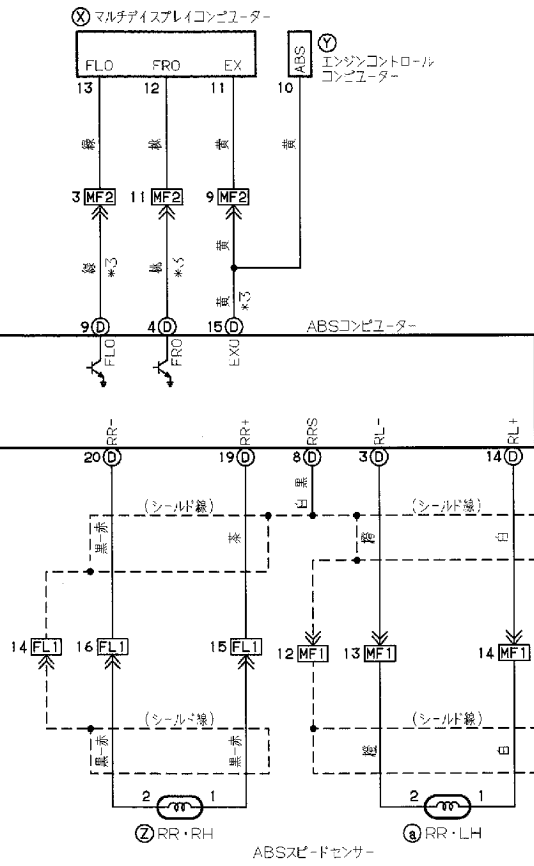 Ⓧ マルチディスプレイコンピューター
FLO FRO EX
13 12 11
ABS
10
Ⓨ
エンジンコントロール
コンピューター
緑 桃 黄 黄
3 MF2 11 MF2 9 MF2
黄
緑 *3 桃 *3 黄 *3
9 D 4 D 15 D
ABSコンピューター
FLO FRO EXO
RR- RR+ RRS RL- RL+
20 D 19 D 8 D 3 D 14 D
白 黒
(シールド線) (シールド線)
黒-赤 茶 橙 白
14 FL1 16 FL1 15 FL1 12 MF1 13 MF1 14 MF1
(シールド線) (シールド線)
黒-赤 黒-赤 橙 白
2 1 2 1
Ⓩ RR・RH ⓐ RR・LH
ABSスピードセンサー